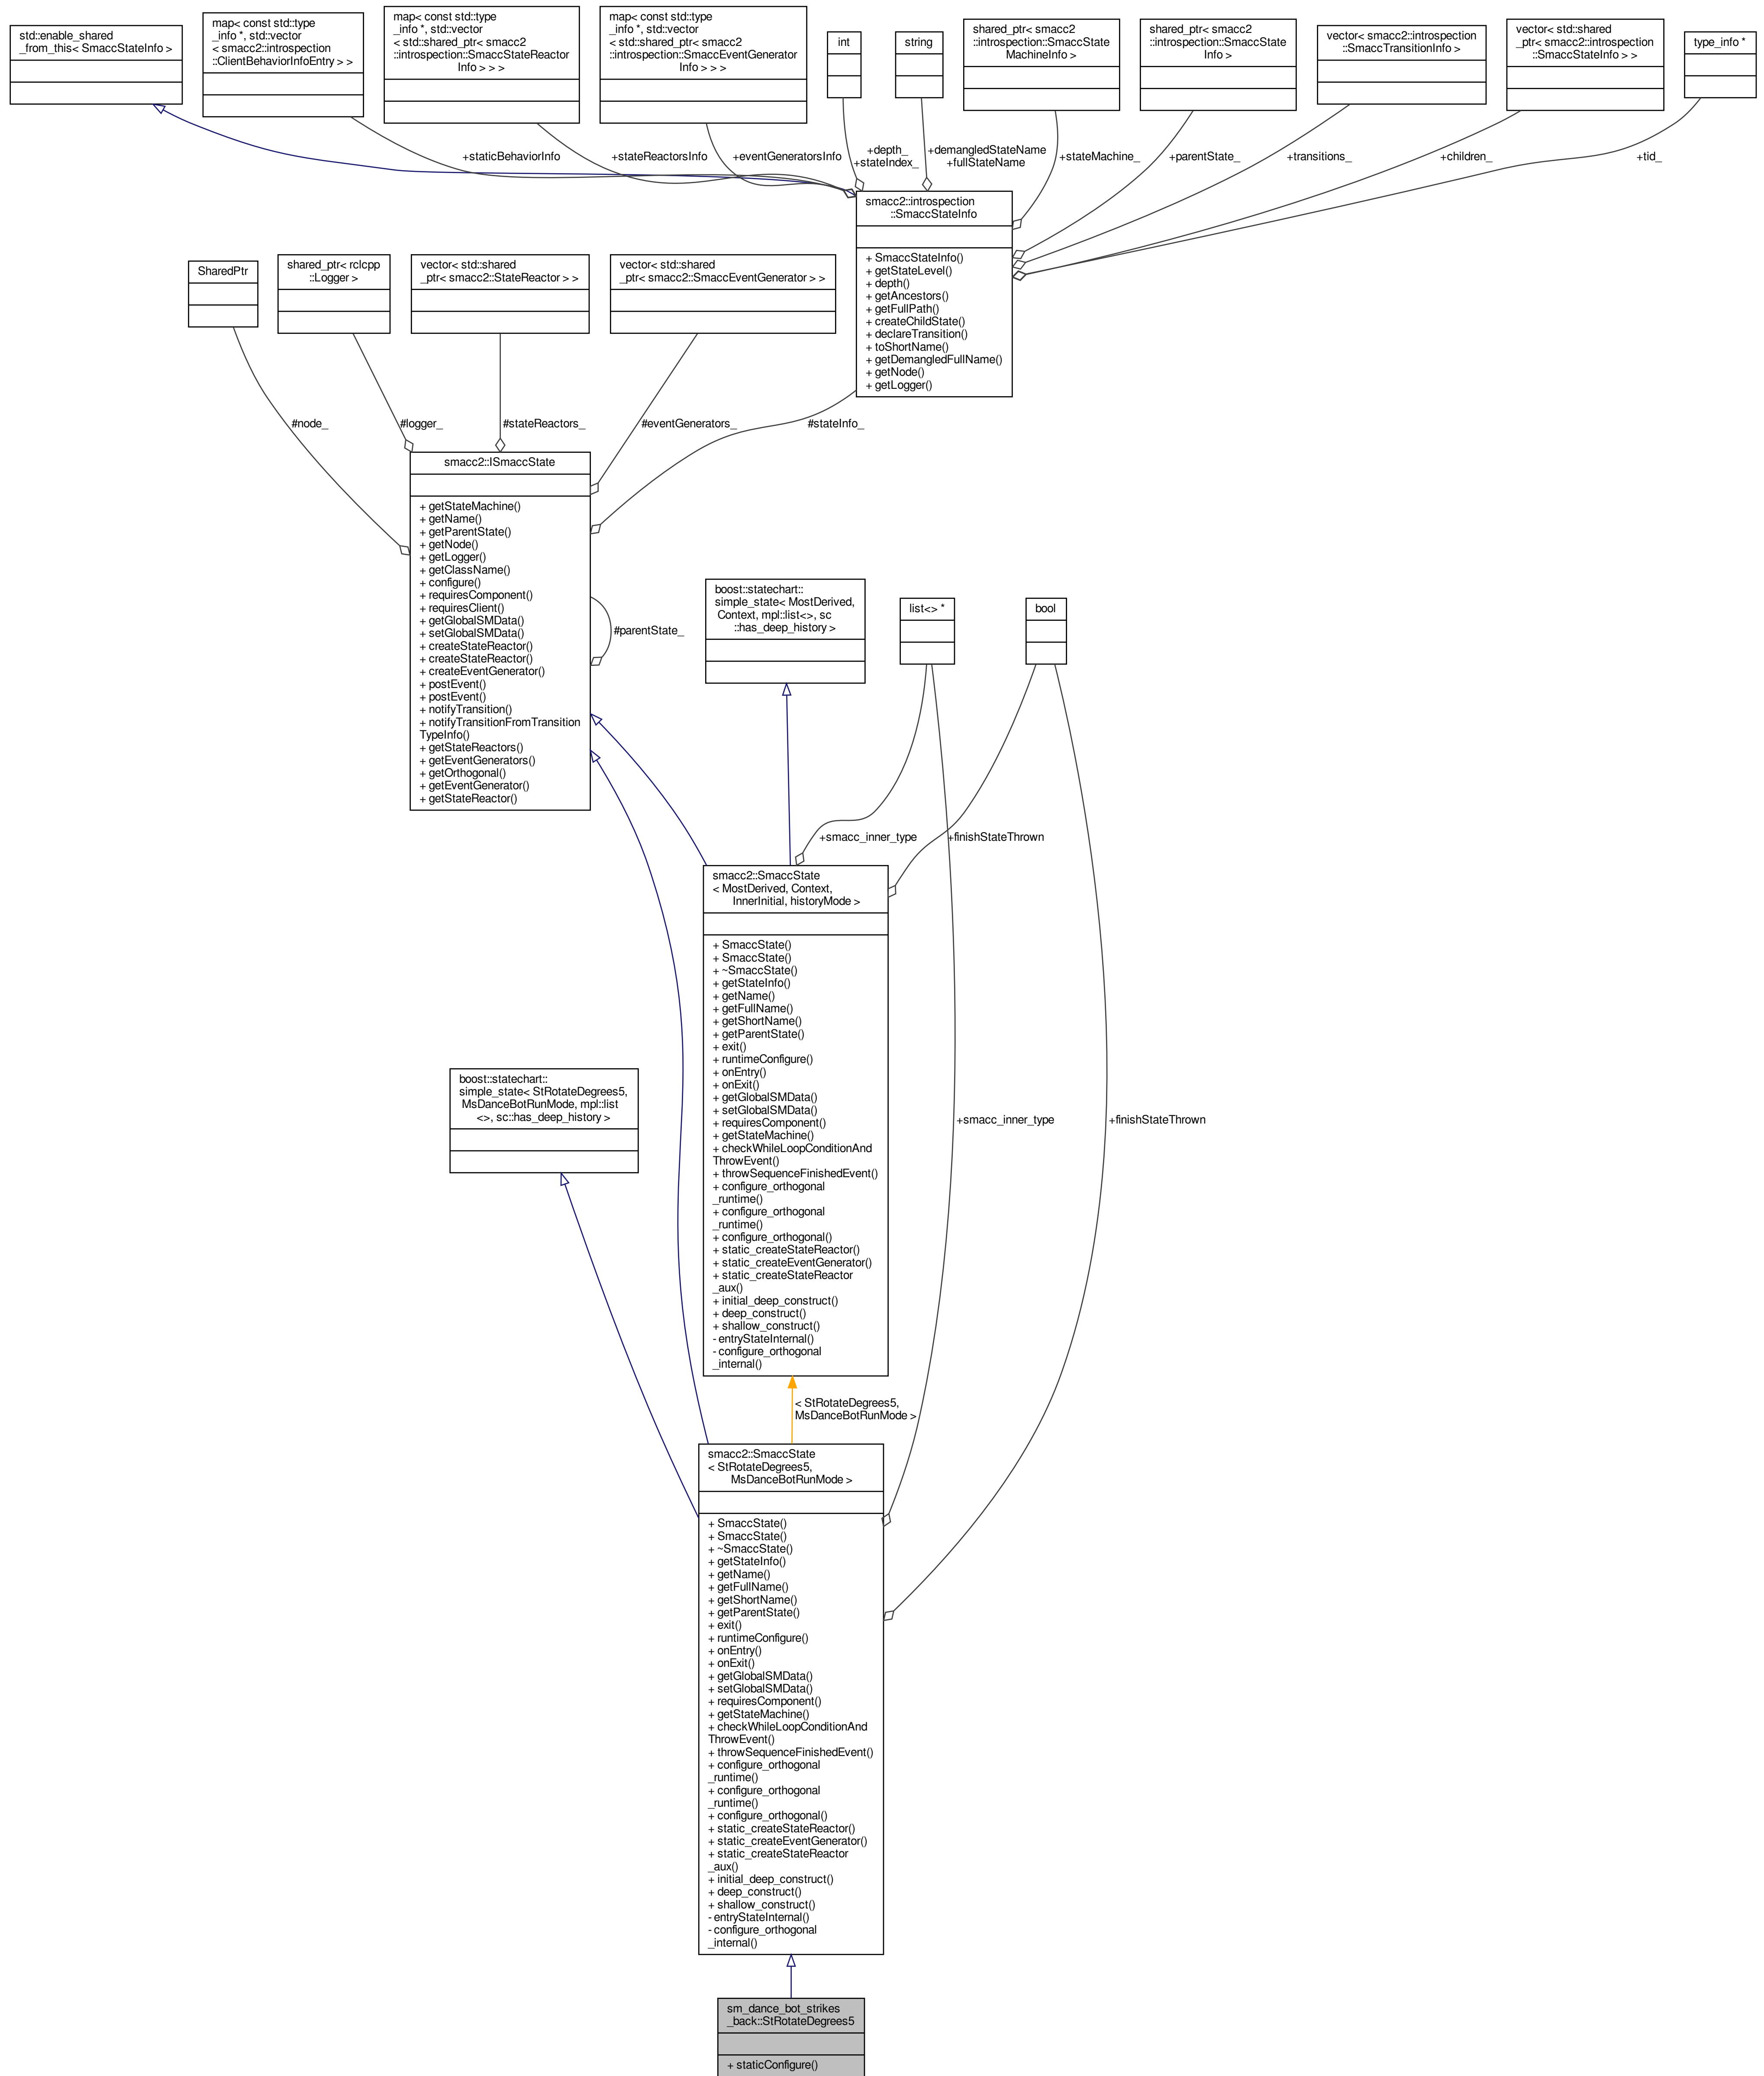 std::enable_shared
_from_this< SmaccStateInfo >
map< const std::type
_info *, std::vector
< smacc2::introspection
::ClientBehaviorInfoEntry > >
map< const std::type
_info *, std::vector
< std::shared_ptr< smacc2
::introspection::SmaccStateReactor
Info > > >
map< const std::type
_info *, std::vector
< std::shared_ptr< smacc2
::introspection::SmaccEventGenerator
Info > > >
int
string
shared_ptr< smacc2
::introspection::SmaccState
MachineInfo >
shared_ptr< smacc2
::introspection::SmaccState
Info >
vector< smacc2::introspection
::SmaccTransitionInfo >
vector< std::shared
_ptr< smacc2::introspection
::SmaccStateInfo > >
type_info *
+staticBehaviorInfo
+stateReactorsInfo
+eventGeneratorsInfo
+depth_
+stateIndex_
+demangledStateName
+fullStateName
+stateMachine_
+parentState_
+transitions_
+children_
+tid_
smacc2::introspection
::SmaccStateInfo
+ SmaccStateInfo()
+ getStateLevel()
+ depth()
+ getAncestors()
+ getFullPath()
+ createChildState()
+ declareTransition()
+ toShortName()
+ getDemangledFullName()
+ getNode()
+ getLogger()
SharedPtr
shared_ptr< rclcpp
::Logger >
vector< std::shared
_ptr< smacc2::StateReactor > >
vector< std::shared
_ptr< smacc2::SmaccEventGenerator > >
#node_
#logger_
#stateReactors_
#eventGenerators_
#stateInfo_
smacc2::ISmaccState
+ getStateMachine()
+ getName()
+ getParentState()
+ getNode()
+ getLogger()
+ getClassName()
+ configure()
+ requiresComponent()
+ requiresClient()
+ getGlobalSMData()
+ setGlobalSMData()
+ createStateReactor()
+ createStateReactor()
+ createEventGenerator()
+ postEvent()
+ postEvent()
+ notifyTransition()
+ notifyTransitionFromTransition
TypeInfo()
+ getStateReactors()
+ getEventGenerators()
+ getOrthogonal()
+ getEventGenerator()
+ getStateReactor()
#parentState_
boost::statechart::
simple_state< MostDerived,
Context, mpl::list<>, sc
::has_deep_history >
list<> *
bool
+smacc_inner_type
+finishStateThrown
smacc2::SmaccState
< MostDerived, Context,
InnerInitial, historyMode >
+ SmaccState()
+ SmaccState()
+ ~SmaccState()
+ getStateInfo()
+ getName()
+ getFullName()
+ getShortName()
+ getParentState()
+ exit()
+ runtimeConfigure()
+ onEntry()
+ onExit()
+ getGlobalSMData()
+ setGlobalSMData()
+ requiresComponent()
+ getStateMachine()
+ checkWhileLoopConditionAnd
ThrowEvent()
+ throwSequenceFinishedEvent()
+ configure_orthogonal
_runtime()
+ configure_orthogonal
_runtime()
+ configure_orthogonal()
+ static_createStateReactor()
+ static_createEventGenerator()
+ static_createStateReactor
_aux()
+ initial_deep_construct()
+ deep_construct()
+ shallow_construct()
- entryStateInternal()
- configure_orthogonal
_internal()
boost::statechart::
simple_state< StRotateDegrees5,
MsDanceBotRunMode, mpl::list
<>, sc::has_deep_history >
+smacc_inner_type
+finishStateThrown
< StRotateDegrees5,
MsDanceBotRunMode >
smacc2::SmaccState
< StRotateDegrees5,
MsDanceBotRunMode >
+ SmaccState()
+ SmaccState()
+ ~SmaccState()
+ getStateInfo()
+ getName()
+ getFullName()
+ getShortName()
+ getParentState()
+ exit()
+ runtimeConfigure()
+ onEntry()
+ onExit()
+ getGlobalSMData()
+ setGlobalSMData()
+ requiresComponent()
+ getStateMachine()
+ checkWhileLoopConditionAnd
ThrowEvent()
+ throwSequenceFinishedEvent()
+ configure_orthogonal
_runtime()
+ configure_orthogonal
_runtime()
+ configure_orthogonal()
+ static_createStateReactor()
+ static_createEventGenerator()
+ static_createStateReactor
_aux()
+ initial_deep_construct()
+ deep_construct()
+ shallow_construct()
- entryStateInternal()
- configure_orthogonal
_internal()
sm_dance_bot_strikes
_back::StRotateDegrees5
+ staticConfigure()